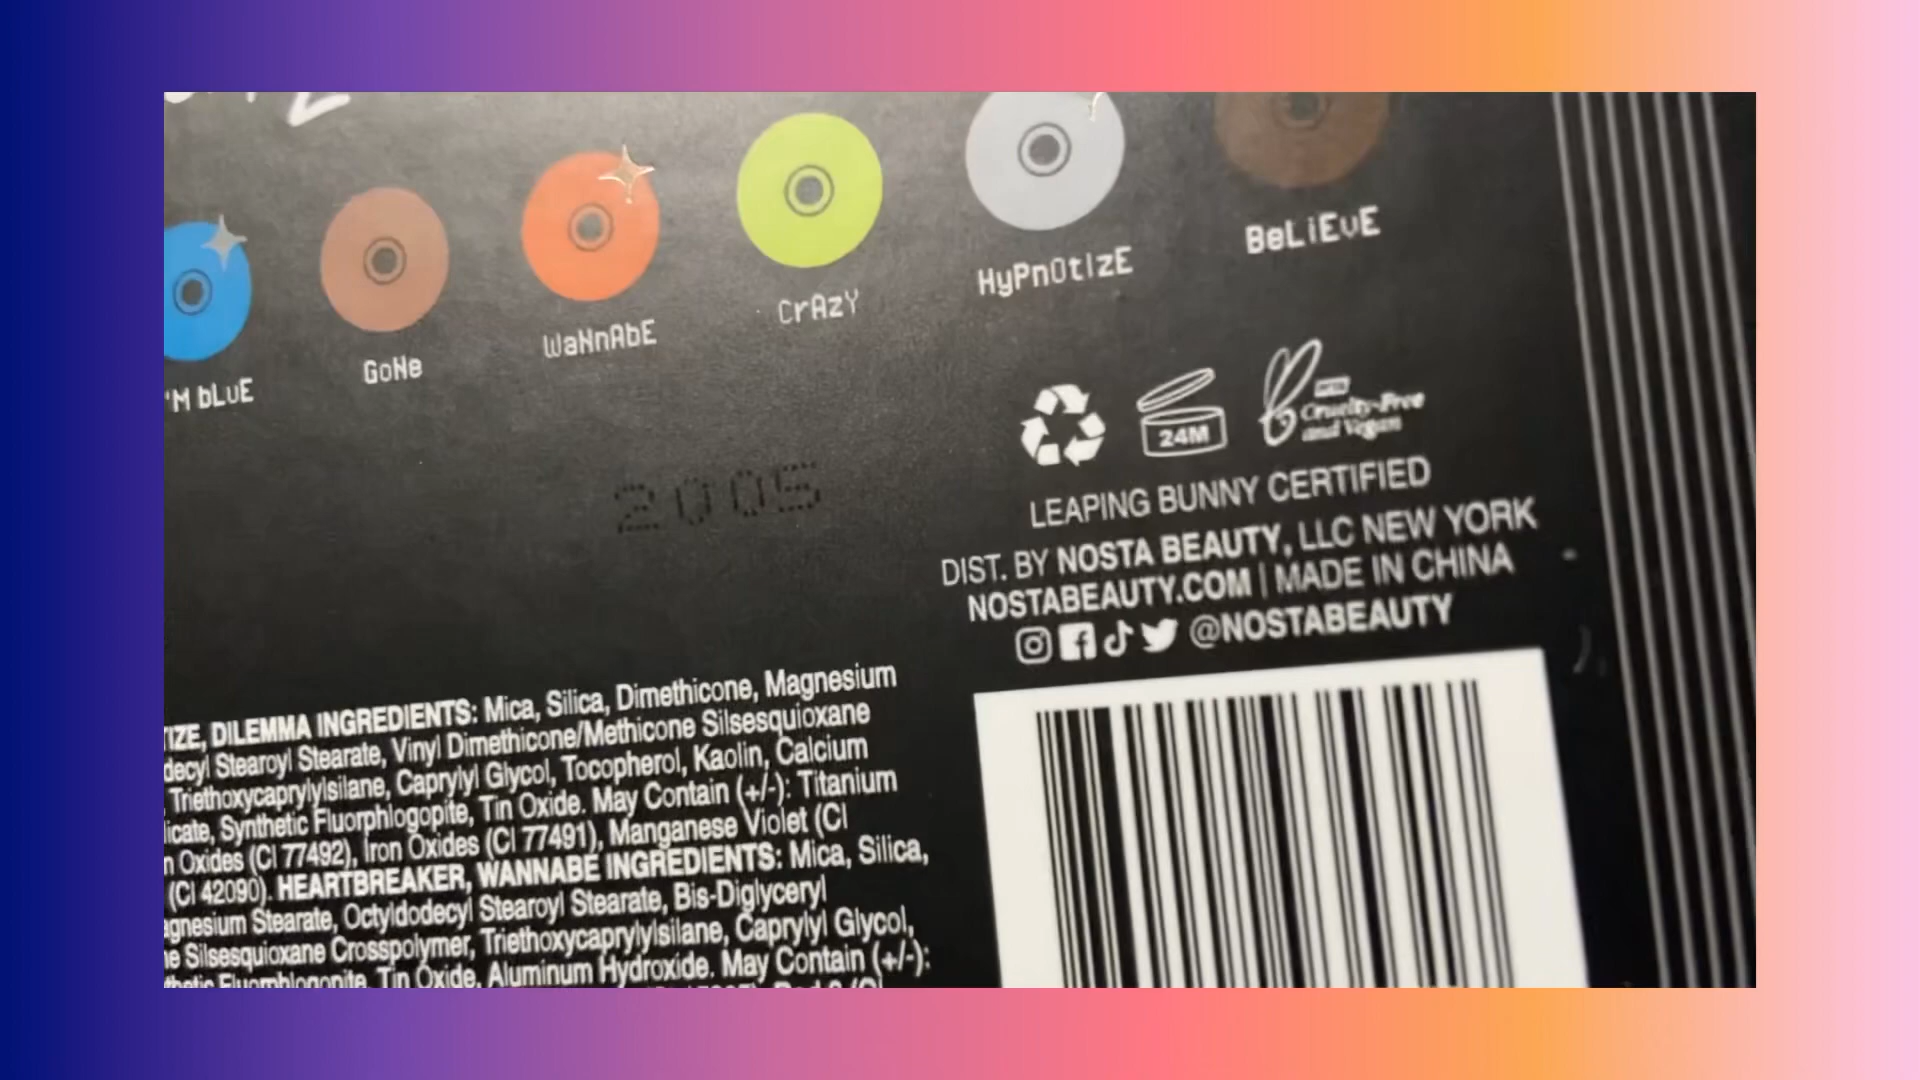 'M bLuE
GoNe
WaNnAbE
CrAzY
HyPnOtIzE
BeLiEvE
24M
Cruelty-Free
and Vegan
LEAPING BUNNY CERTIFIED
DIST. BY NOSTA BEAUTY, LLC NEW YORK
NOSTABEAUTY.COM | MADE IN CHINA
@NOSTABEAUTY
2005
TIZE, DILEMMA INGREDIENTS: Mica, Silica, Dimethicone, Magnesium
decyl Stearoyl Stearate, Vinyl Dimethicone/Methicone Silsesquioxane
Triethoxycaprylylsilane, Caprylyl Glycol, Tocopherol, Kaolin, Calcium
licate, Synthetic Fluorphlogopite, Tin Oxide. May Contain (+/-): Titanium
n Oxides (CI 77492), Iron Oxides (CI 77491), Manganese Violet (CI
(CI 42090). HEARTBREAKER, WANNABE INGREDIENTS: Mica, Silica,
gnesium Stearate, Octyldodecyl Stearoyl Stearate, Bis-Diglyceryl
ne Silsesquioxane Crosspolymer, Triethoxycaprylylsilane, Caprylyl Glycol,
thetic Fluorphlogopite, Tin Oxide, Aluminum Hydroxide. May Contain (+/-):